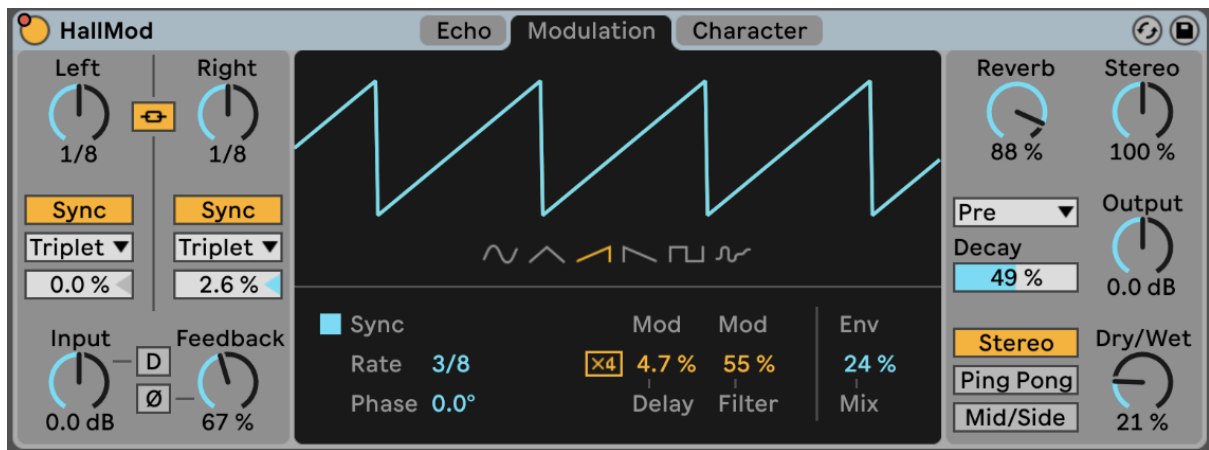 HallMod
Echo Modulation Character
Left Right
1/8 1/8
Sync Sync
Triplet Triplet
0.0 % 2.6 %
Input Feedback
D
Ø
0.0 dB 67 %
Sync Mod Mod Env
Rate 3/8 x4 4.7 % 55 % 24 %
Phase 0.0° Delay Filter Mix
Reverb Stereo
88 % 100 %
Pre Output
Decay
49 % 0.0 dB
Stereo Dry/Wet
Ping Pong
Mid/Side 21 %